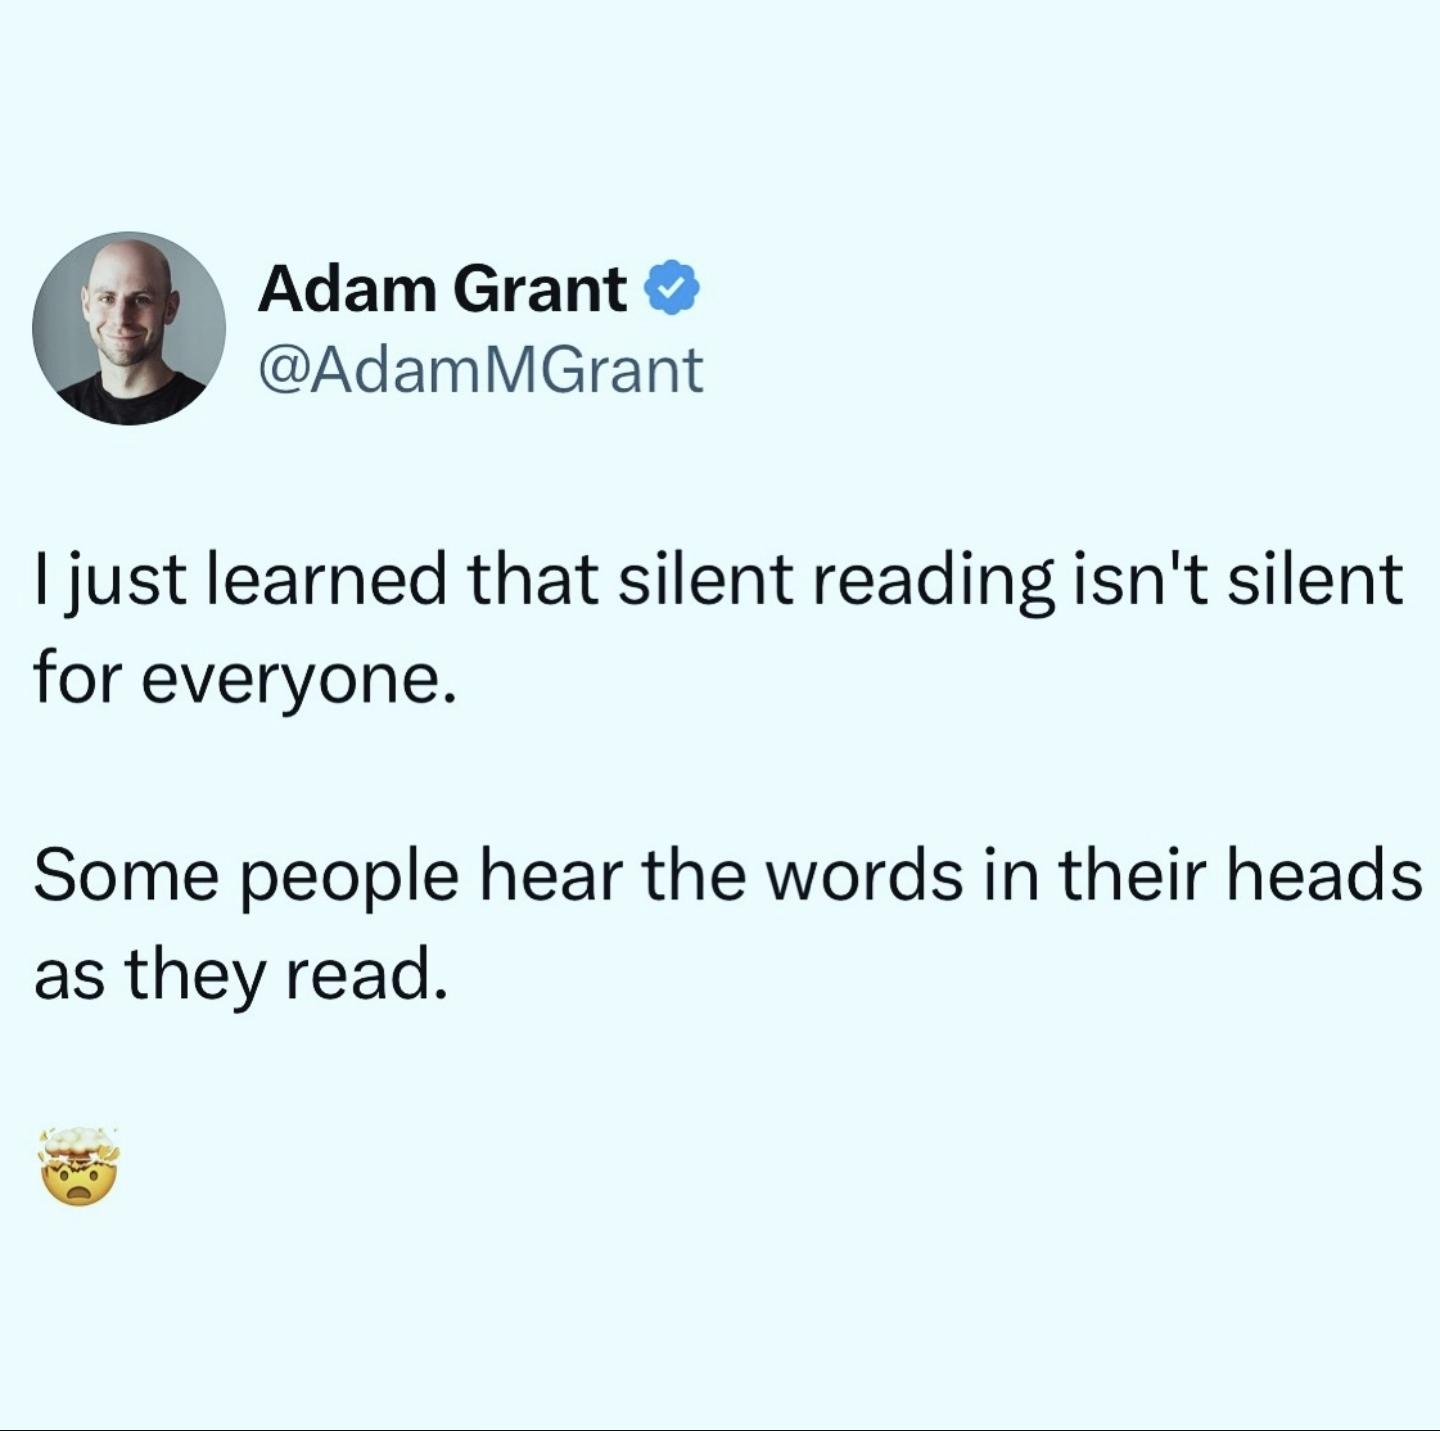 Adam Grant
@AdamMGrant
I just learned that silent reading isn't silent
for everyone.
Some people hear the words in their heads
as they read.
🤯